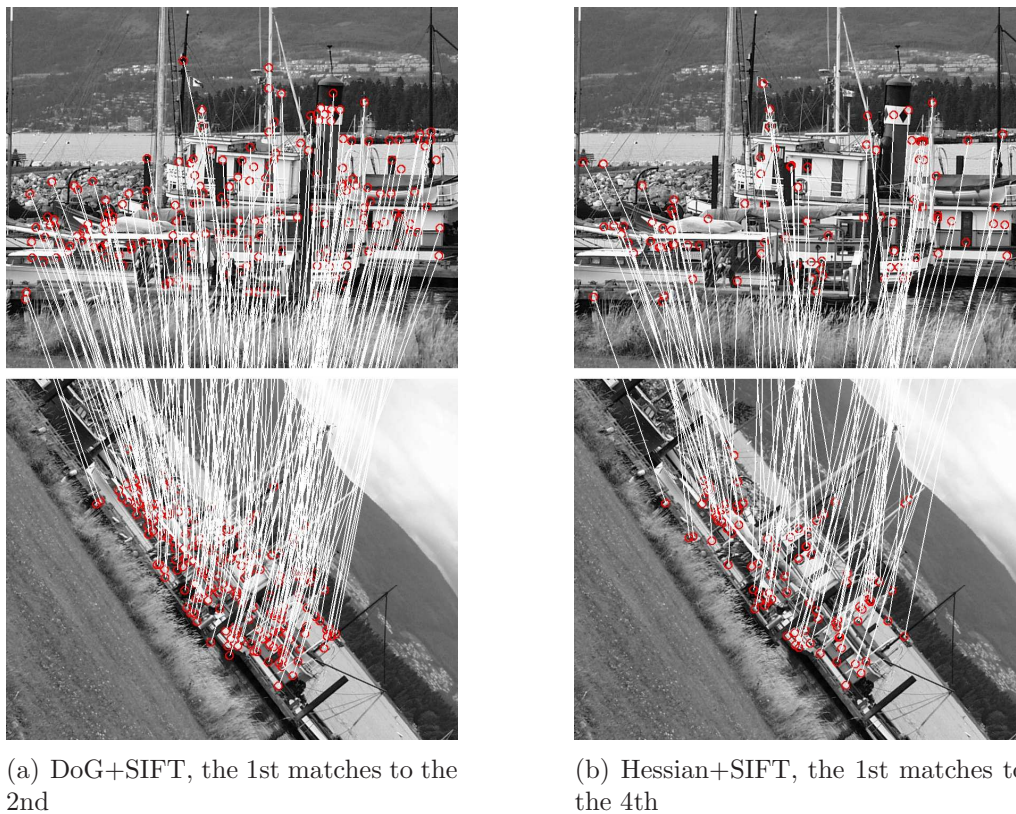 (a) DoG+SIFT, the 1st matches to the
2nd
(b) Hessian+SIFT, the 1st matches to
the 4th